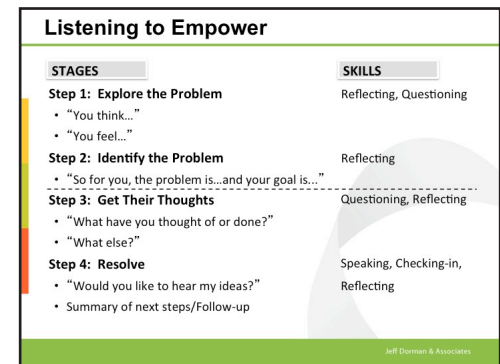 Listening to Empower
STAGES SKILLS
Step 1: Explore the Problem Reflecting, Questioning
• “You think…”
• “You feel…”
Step 2: Identify the Problem Reflecting
• “So for you, the problem is…and your goal is...”
Step 3: Get Their Thoughts Questioning, Reflecting
• “What have you thought of or done?”
• “What else?”
Step 4: Resolve Speaking, Checking-in,
• “Would you like to hear my ideas?” Reflecting
• Summary of next steps/Follow-up
Jeff Dorman & Associates